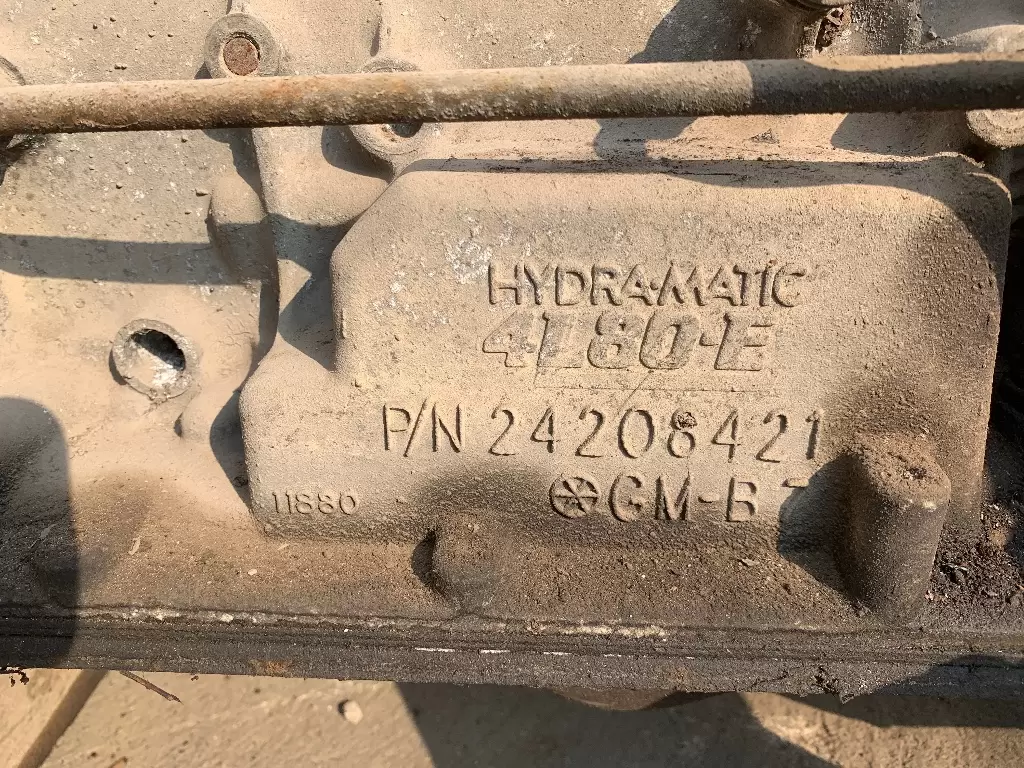 HYDRA-MATIC
4L80-E
P/N 24208421
GM-B
11880